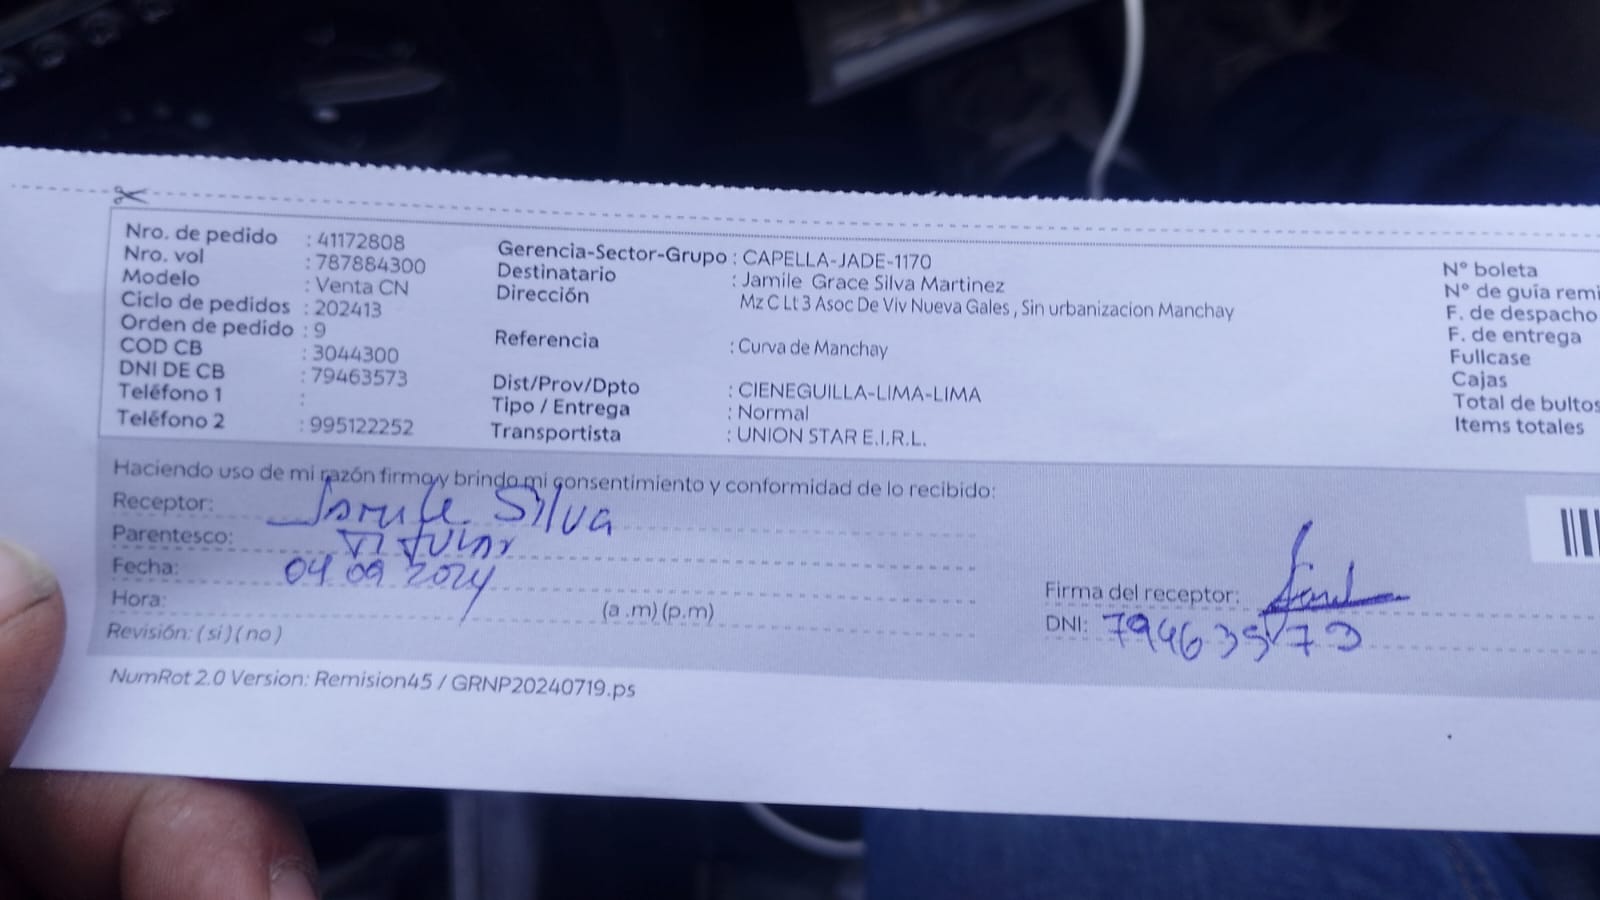 Nro. de pedido : 41172808
Nro. vol : 787884300
Modelo : Venta CN
Ciclo de pedidos : 202413
Orden de pedido : 9
COD CB : 3044300
DNI DE CB : 79463573
Teléfono 1 :
Teléfono 2 : 995122252
Gerencia-Sector-Grupo : CAPELLA-JADE-1170
Destinatario : Jamile Grace Silva Martinez
Dirección Mz C Lt 3 Asoc De Viv Nueva Gales , Sin urbanizacion Manchay
Referencia : Curva de Manchay
Dist/Prov/Dpto : CIENEGUILLA-LIMA-LIMA
Tipo / Entrega : Normal
Transportista : UNION STAR E.I.R.L.
N° boleta
N° de guía remi
F. de despacho
F. de entrega
Fullcase
Cajas
Total de bultos
Items totales
Haciendo uso de mi razón firmo y brindo mi consentimiento y conformidad de lo recibido:
Receptor: Jamile Silva
Parentesco: Titular
Fecha: 04 09 2024
Hora: (a .m) (p.m)
Revisión: ( si ) ( no )
Firma del receptor:
DNI: 79463573
NumRot 2.0 Version: Remision45 / GRNP20240719.ps